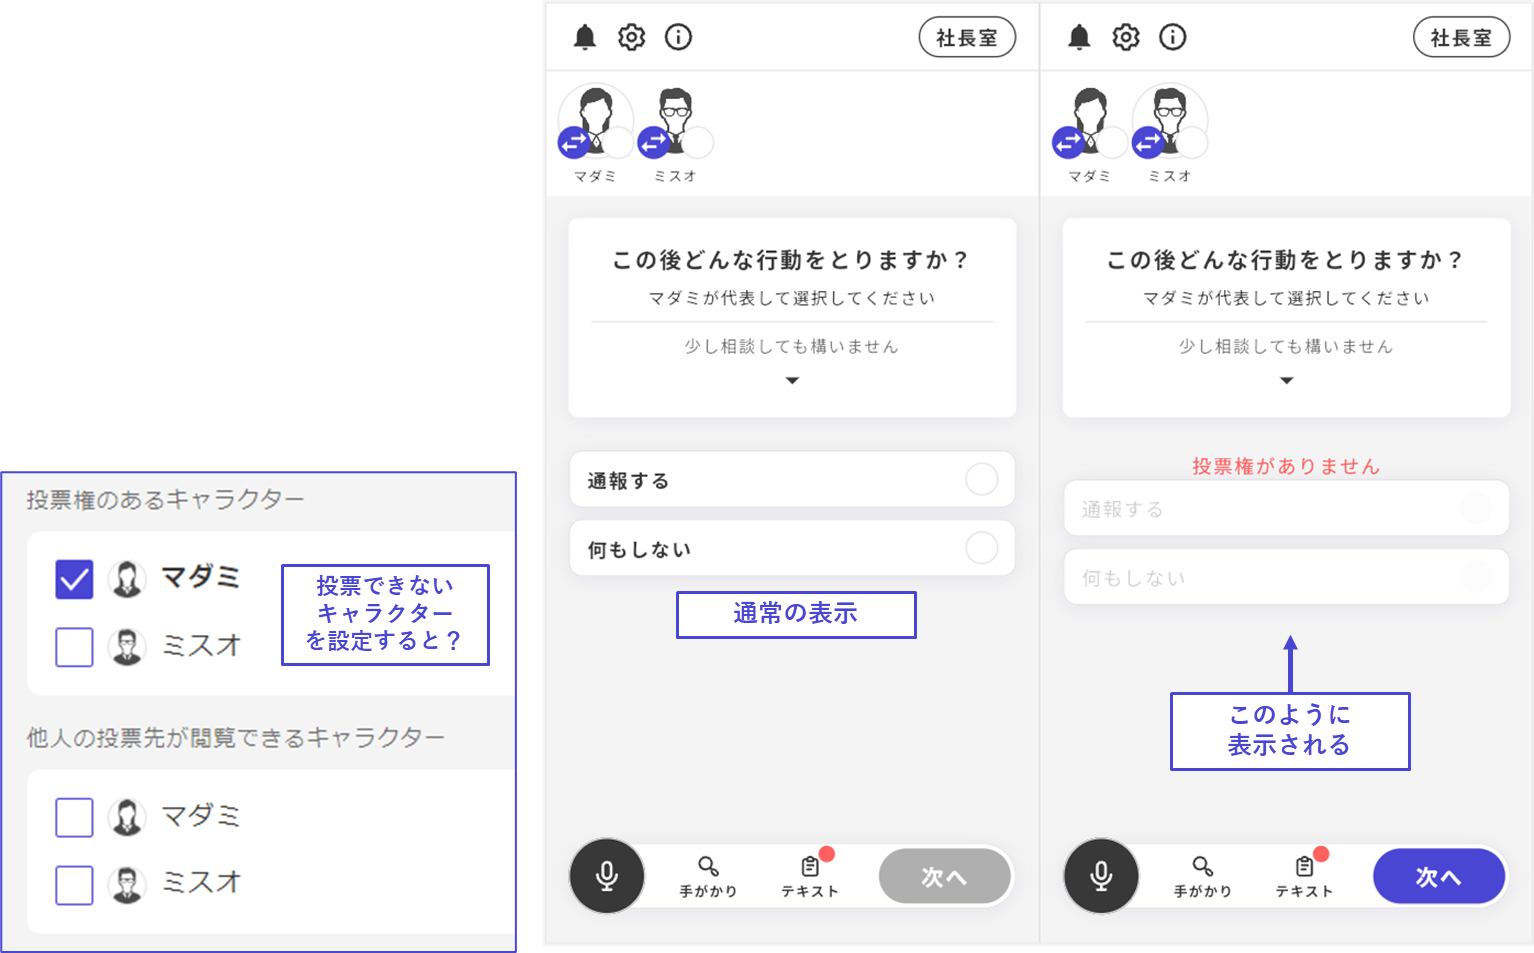 投票権のあるキャラクター
マダミ
ミスオ
投票できない
キャラクター
を設定すると？
他人の投票先が閲覧できるキャラクター
マダミ
ミスオ
社長室
マダミ
ミスオ
この後どんな行動をとりますか？
マダミが代表して選択してください
少し相談しても構いません
通報する
何もしない
通常の表示
手がかり
テキスト
次へ
社長室
マダミ
ミスオ
この後どんな行動をとりますか？
マダミが代表して選択してください
少し相談しても構いません
投票権がありません
通報する
何もしない
このように
表示される
手がかり
テキスト
次へ